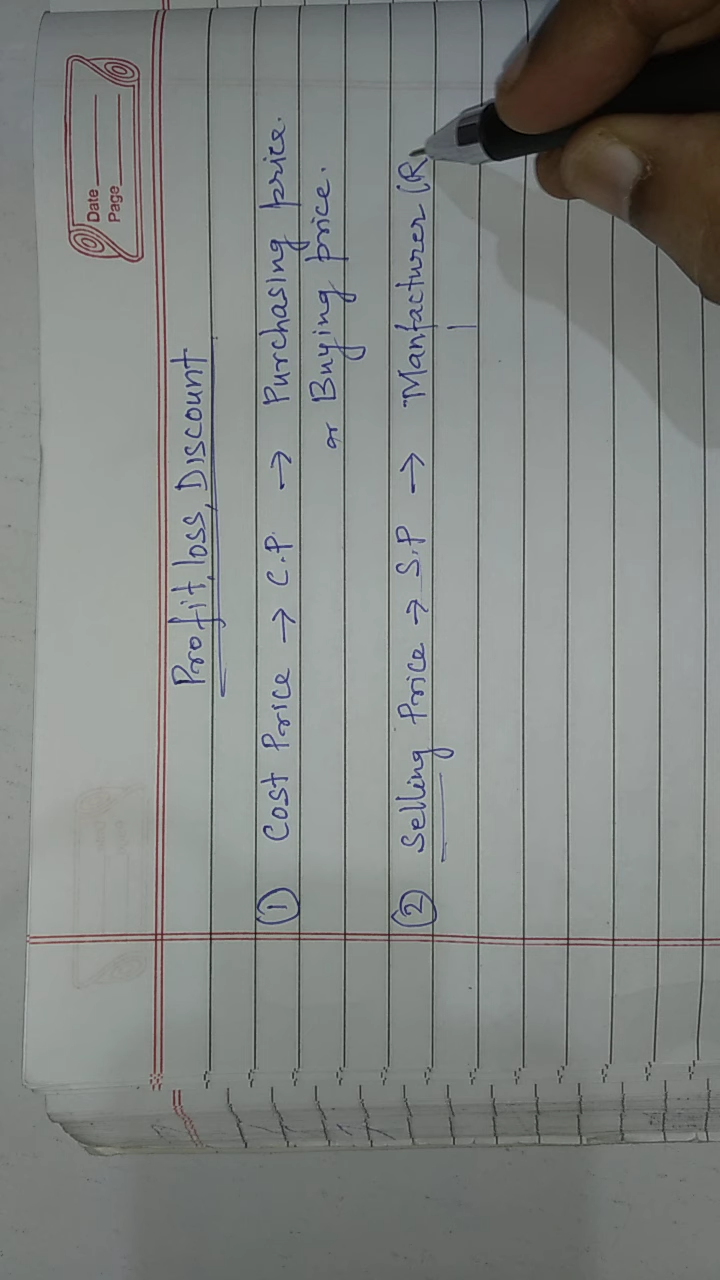 Date
Page
Profit, loss, Discount
① Cost Price → C.P. → Purchasing price.
or Buying price.
② Selling Price → S.P → Manfacturer (R